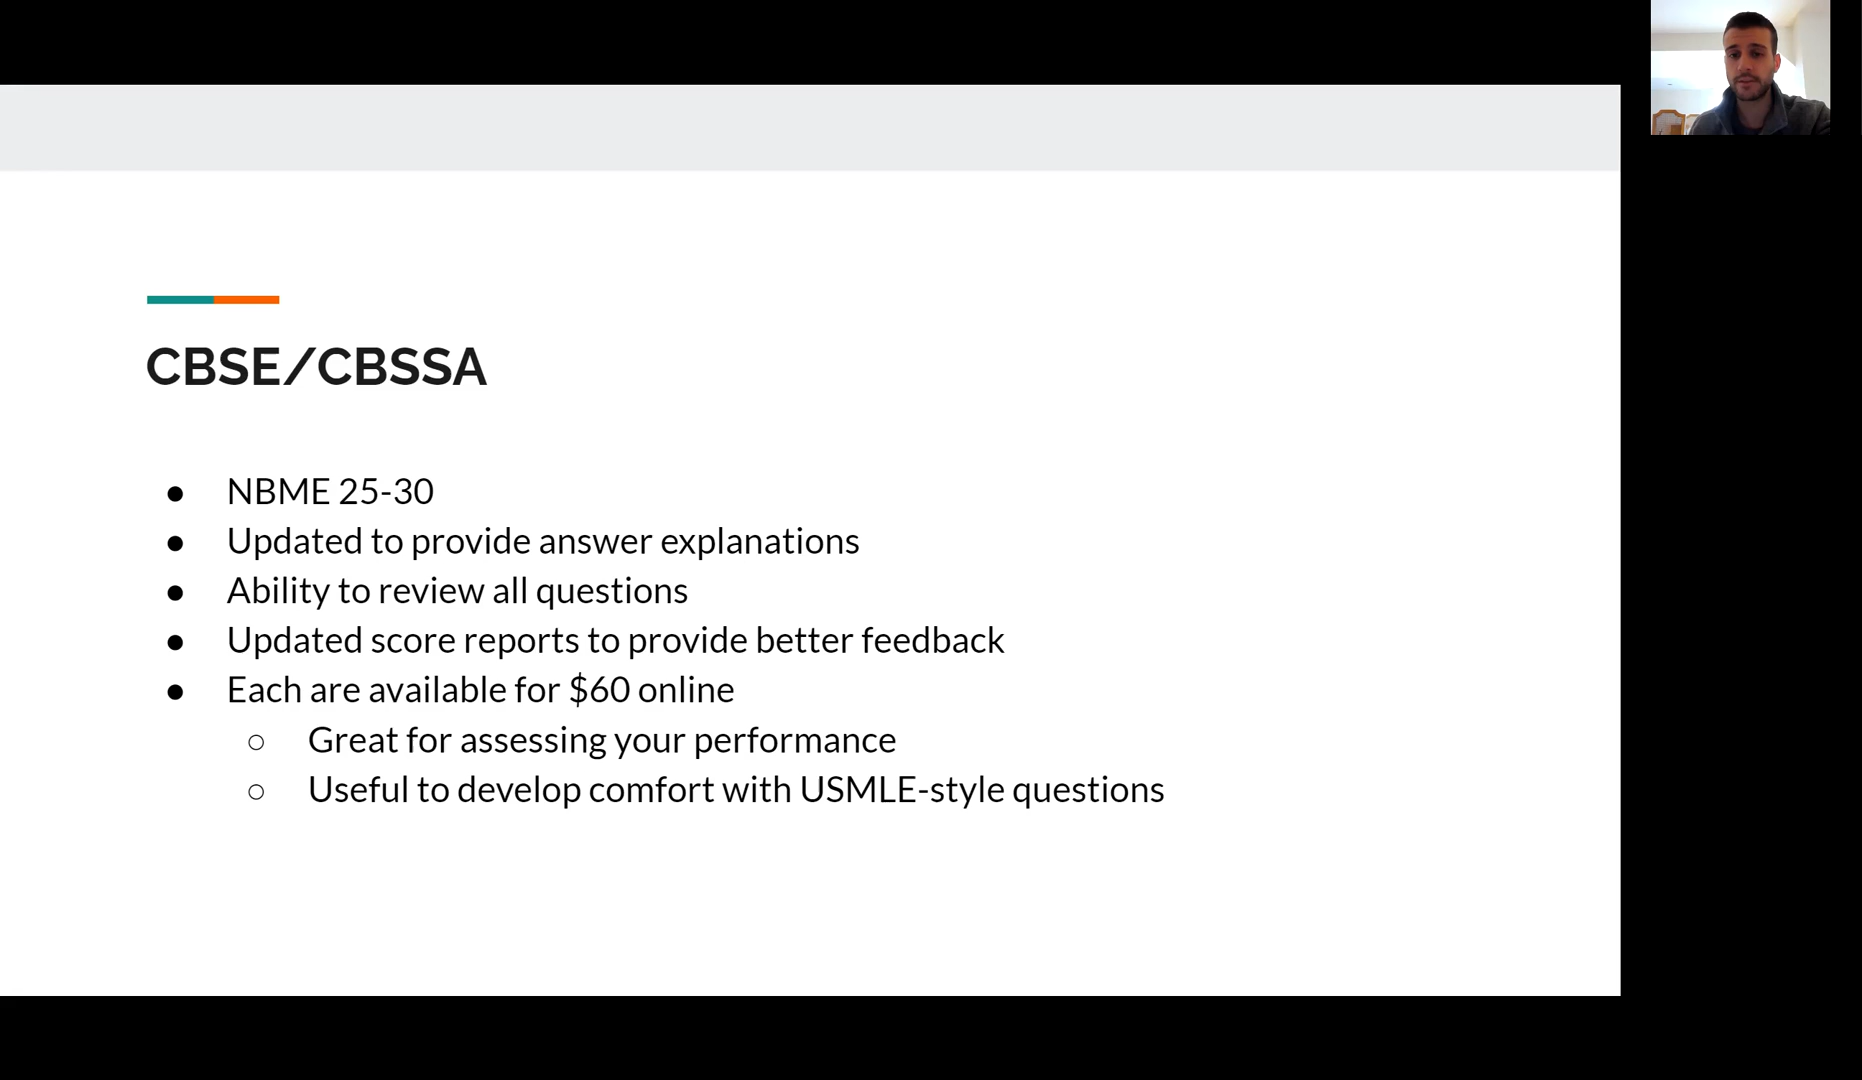 CBSE/CBSSA
● NBME 25-30
● Updated to provide answer explanations
● Ability to review all questions
● Updated score reports to provide better feedback
● Each are available for $60 online
○ Great for assessing your performance
○ Useful to develop comfort with USMLE-style questions